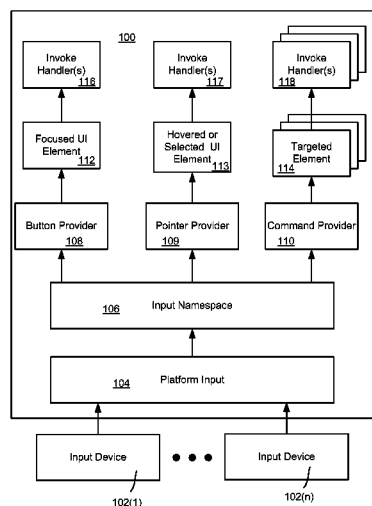 100
Invoke
Handler(s)
116
Invoke
Handler(s)
117
Invoke
Handler(s)
118
Focused UI
Element
112
Hovered or
Selected UI
Element
113
Targeted
Element
114
Button Provider
108
Pointer Provider
109
Command Provider
110
106
Input Namespace
104
Platform Input
Input Device
Input Device
102(1)
102(n)